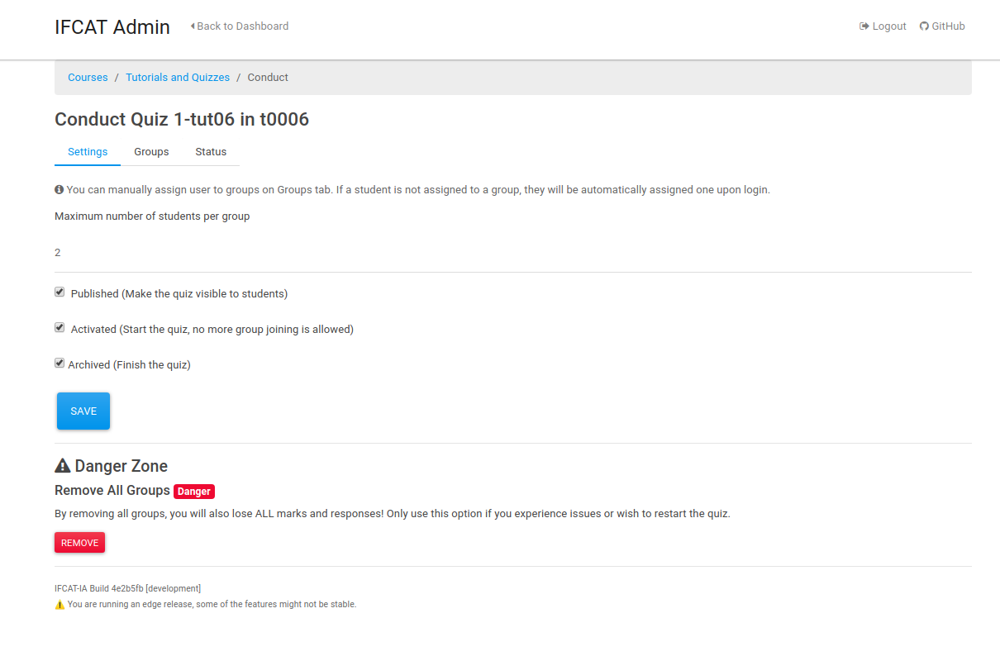 IFCAT Admin Back to Dashboard Logout GitHub
Courses / Tutorials and Quizzes / Conduct
Conduct Quiz 1-tut06 in t0006
Settings Groups Status
You can manually assign user to groups on Groups tab. If a student is not assigned to a group, they will be automatically assigned one upon login.
Maximum number of students per group
2
Published (Make the quiz visible to students)
Activated (Start the quiz, no more group joining is allowed)
Archived (Finish the quiz)
SAVE
Danger Zone
Remove All Groups Danger
By removing all groups, you will also lose ALL marks and responses! Only use this option if you experience issues or wish to restart the quiz.
REMOVE
IFCAT-IA Build 4e2b5fb [development]
You are running an edge release, some of the features might not be stable.